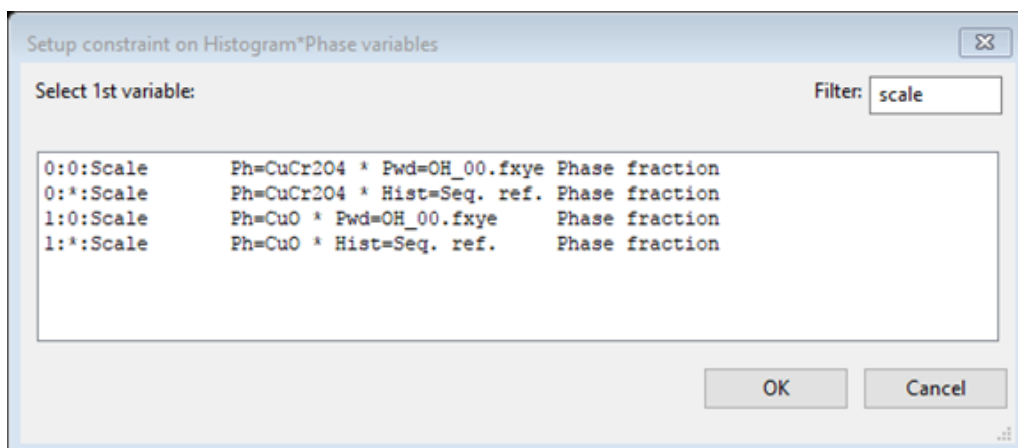 Setup constraint on Histogram*Phase variables
Select 1st variable: Filter: scale
0:0:Scale Ph=CuCr2O4 * Pwd=OH_00.fxye Phase fraction
0:*:Scale Ph=CuCr2O4 * Hist=Seq. ref. Phase fraction
1:0:Scale Ph=CuO * Pwd=OH_00.fxye Phase fraction
1:*:Scale Ph=CuO * Hist=Seq. ref. Phase fraction
OK Cancel